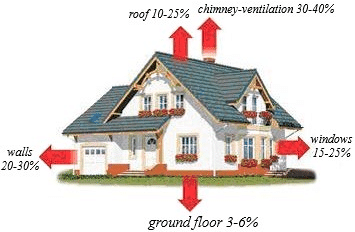 roof 10-25%
chimney-ventilation 30-40%
walls
20-30%
windows
15-25%
ground floor 3-6%